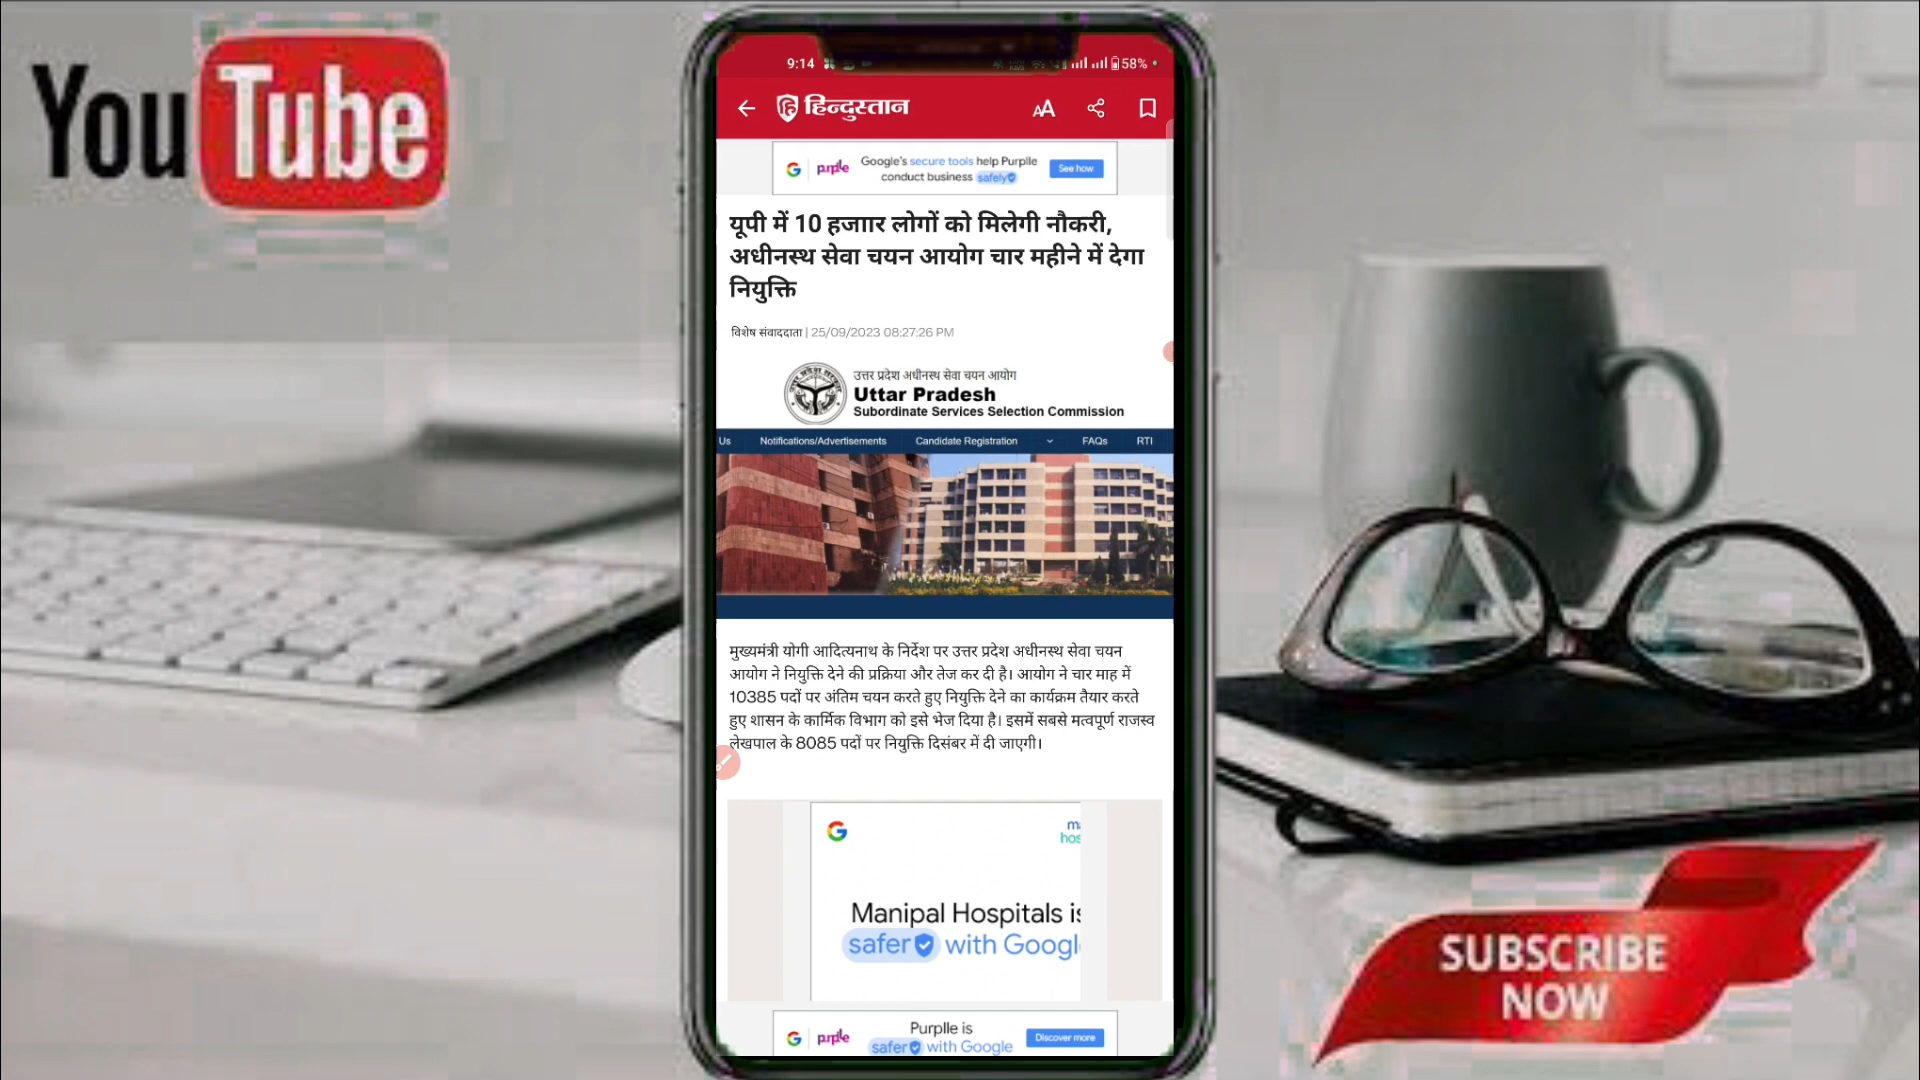 YouTube
9:14
58%
हिन्दुस्तान
AA
G purplle Google's secure tools help Purplle
conduct business safely
See how
यूपी में 10 हजाार लोगों को मिलेगी नौकरी,
अधीनस्थ सेवा चयन आयोग चार महीने में देगा
नियुक्ति
विशेष संवाददाता | 25/09/2023 08:27:26 PM
उत्तर प्रदेश अधीनस्थ सेवा चयन आयोग
Uttar Pradesh
Subordinate Services Selection Commission
Us Notifications/Advertisements Candidate Registration FAQs RTI
मुख्यमंत्री योगी आदित्यनाथ के निर्देश पर उत्तर प्रदेश अधीनस्थ सेवा चयन
आयोग ने नियुक्ति देने की प्रक्रिया और तेज कर दी है। आयोग ने चार माह में
10385 पदों पर अंतिम चयन करते हुए नियुक्ति देने का कार्यक्रम तैयार करते
हुए शासन के कार्मिक विभाग को इसे भेज दिया है। इसमें सबसे मत्वपूर्ण राजस्व
लेखपाल के 8085 पदों पर नियुक्ति दिसंबर में दी जाएगी।
G
ma
hos
Manipal Hospitals is
safer with Googl
G purplle Purplle is
safer with Google
Discover more
SUBSCRIBE
NOW